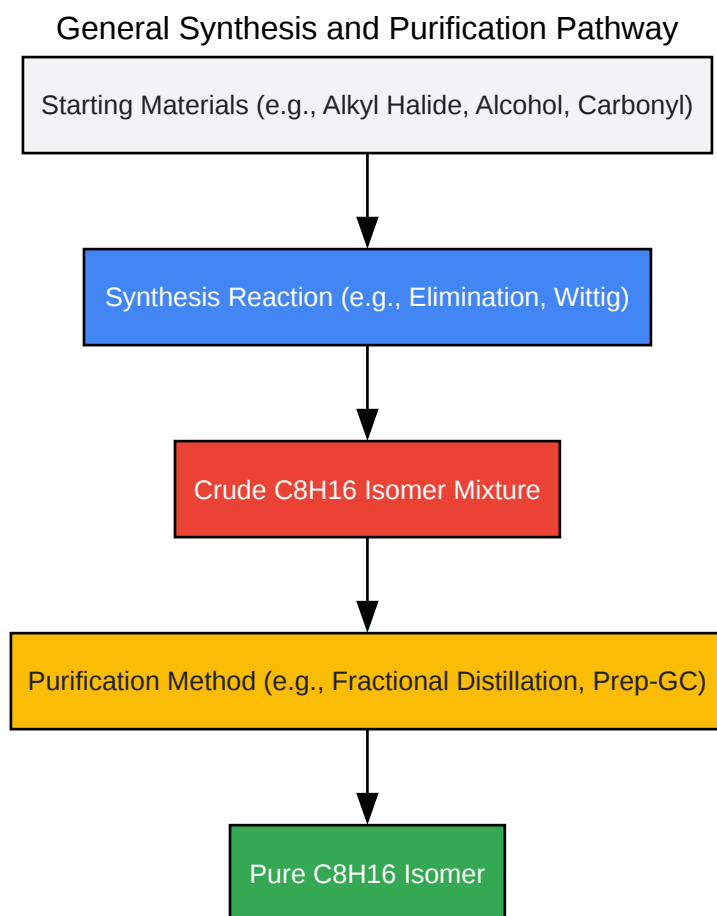 General Synthesis and Purification Pathway
Starting Materials (e.g., Alkyl Halide, Alcohol, Carbonyl)
Synthesis Reaction (e.g., Elimination, Wittig)
Crude C8H16 Isomer Mixture
Purification Method (e.g., Fractional Distillation, Prep-GC)
Pure C8H16 Isomer